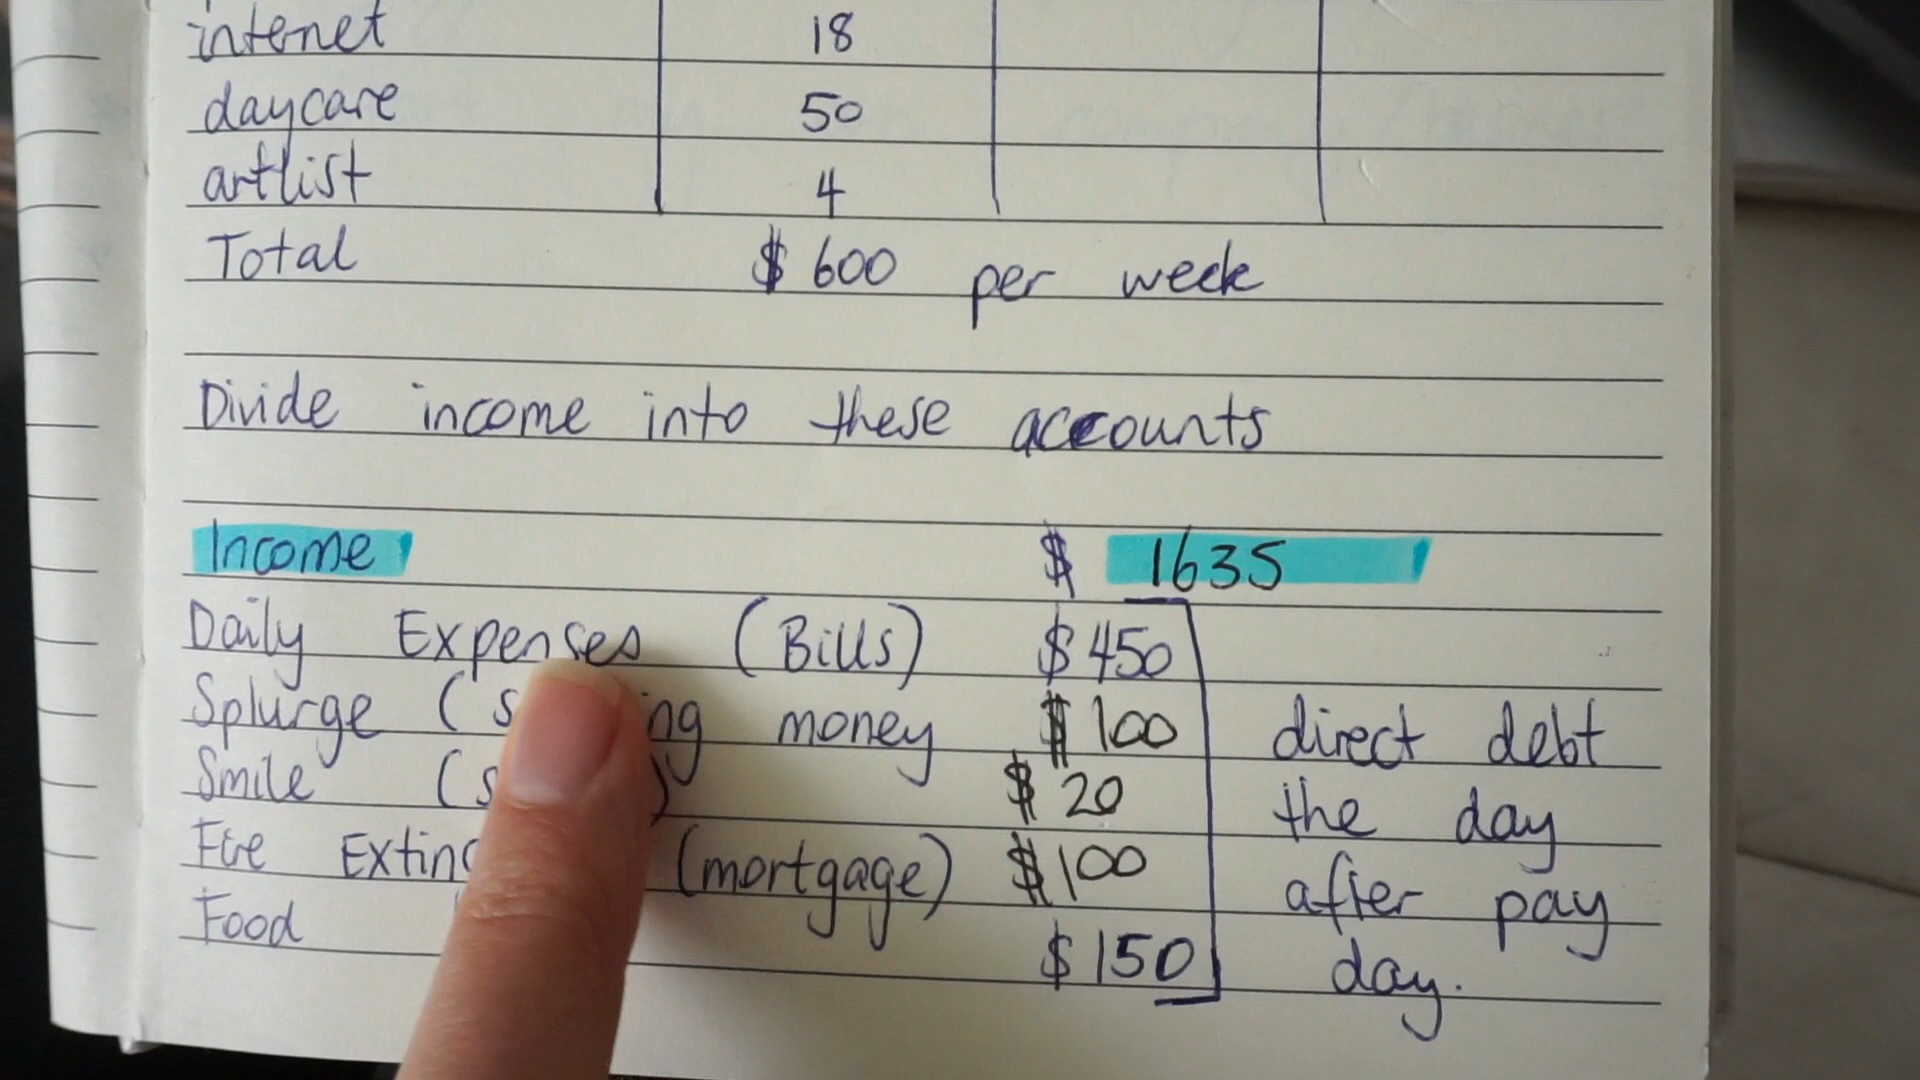 internet 18
daycare 50
artlist 4
Total $600 per week
Divide income into these accounts
Income $ 1635
Daily Expenses (Bills) $450
Splurge ( money $100 direct debt
Smile ( ) $20 the day
Fire (mortgage) $100 after pay
Food $150 day.